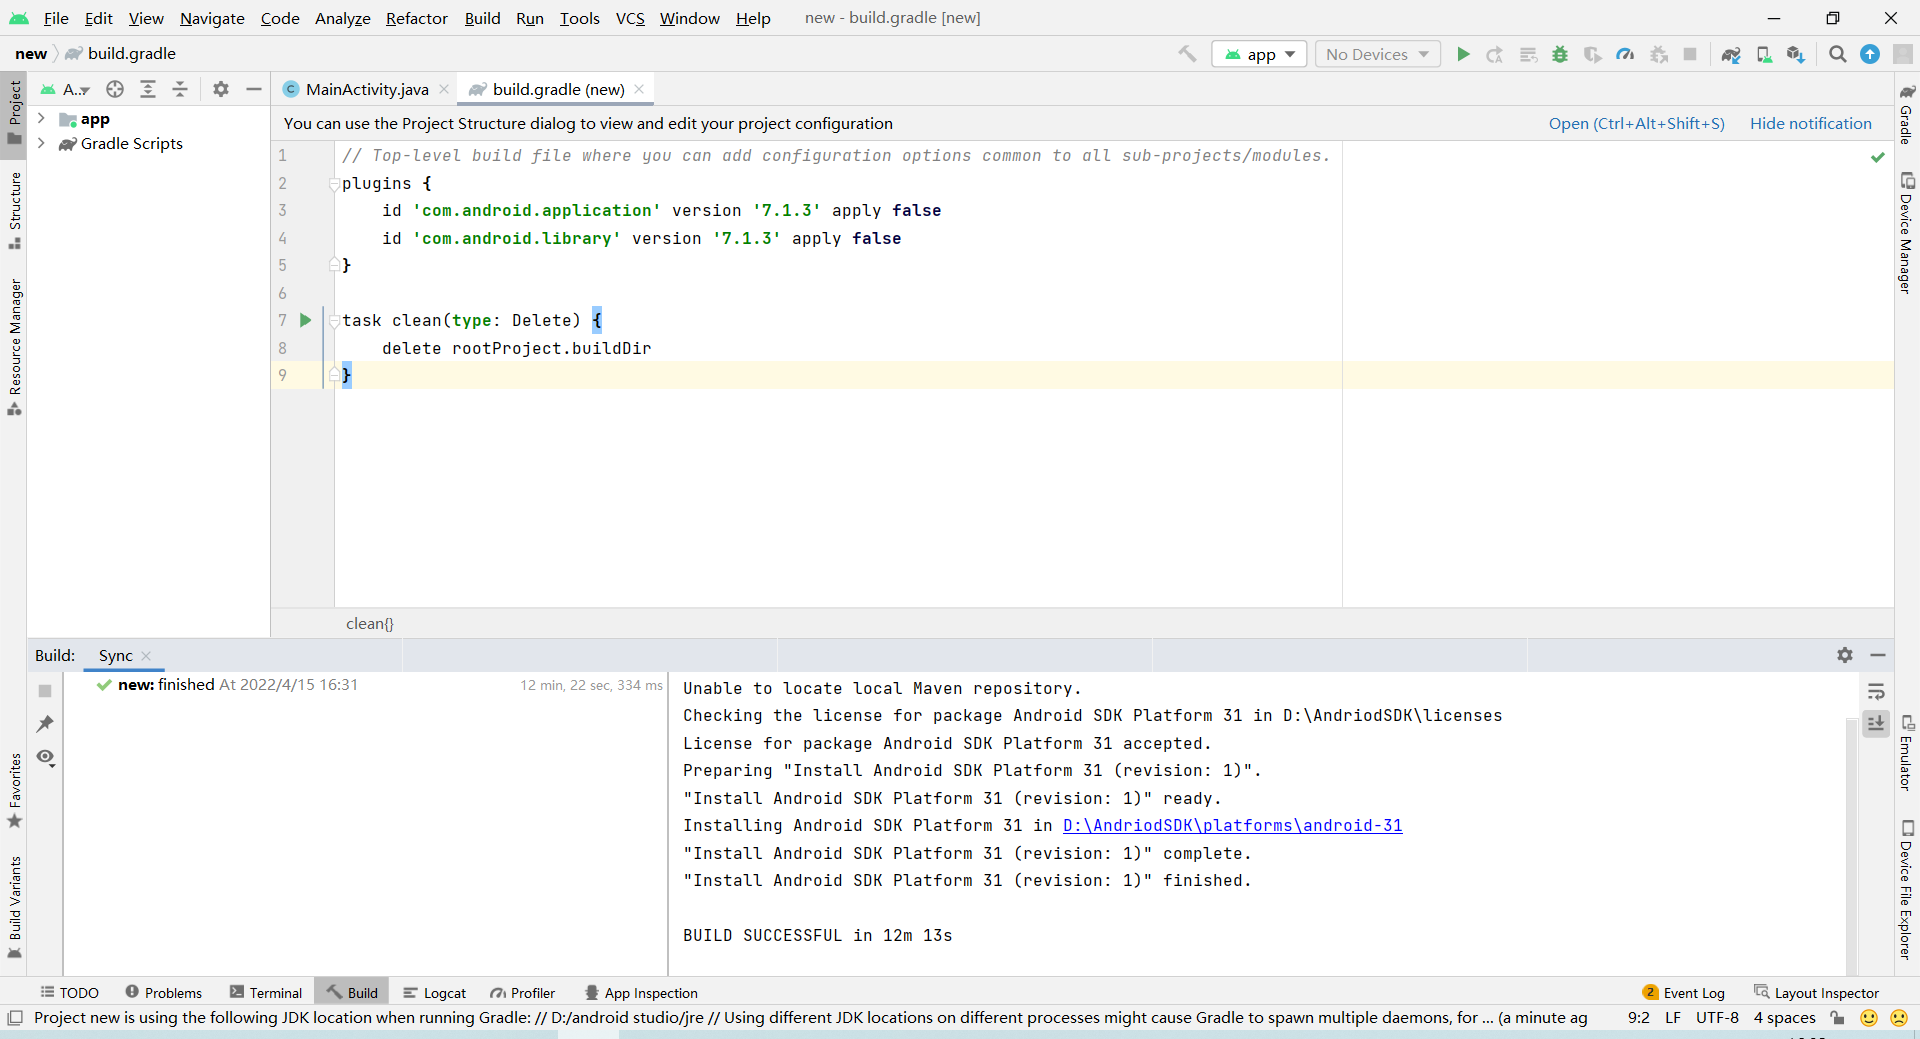 File Edit View Navigate Code Analyze Refactor Build Run Tools VCS Window Help new - build.gradle [new]
new build.gradle
app No Devices
A...
MainActivity.java build.gradle (new)
Project
app
Gradle Scripts
You can use the Project Structure dialog to view and edit your project configuration Open (Ctrl+Alt+Shift+S) Hide notification
1 // Top-level build file where you can add configuration options common to all sub-projects/modules.
2 plugins {
3 id 'com.android.application' version '7.1.3' apply false
4 id 'com.android.library' version '7.1.3' apply false
5 }
6
7 task clean(type: Delete) {
8 delete rootProject.buildDir
9 }
clean{}
Structure
Resource Manager
Favorites
Build Variants
Gradle
Device Manager
Emulator
Device File Explorer
Build: Sync
new: finished At 2022/4/15 16:31 12 min, 22 sec, 334 ms
Unable to locate local Maven repository.
Checking the license for package Android SDK Platform 31 in D:\AndriodSDK\licenses
License for package Android SDK Platform 31 accepted.
Preparing "Install Android SDK Platform 31 (revision: 1)".
"Install Android SDK Platform 31 (revision: 1)" ready.
Installing Android SDK Platform 31 in D:\AndriodSDK\platforms\android-31
"Install Android SDK Platform 31 (revision: 1)" complete.
"Install Android SDK Platform 31 (revision: 1)" finished.
BUILD SUCCESSFUL in 12m 13s
TODO Problems Terminal Build Logcat Profiler App Inspection 2 Event Log Layout Inspector
Project new is using the following JDK location when running Gradle: // D:/android studio/jre // Using different JDK locations on different processes might cause Gradle to spawn multiple daemons, for ... (a minute ag 9:2 LF UTF-8 4 spaces